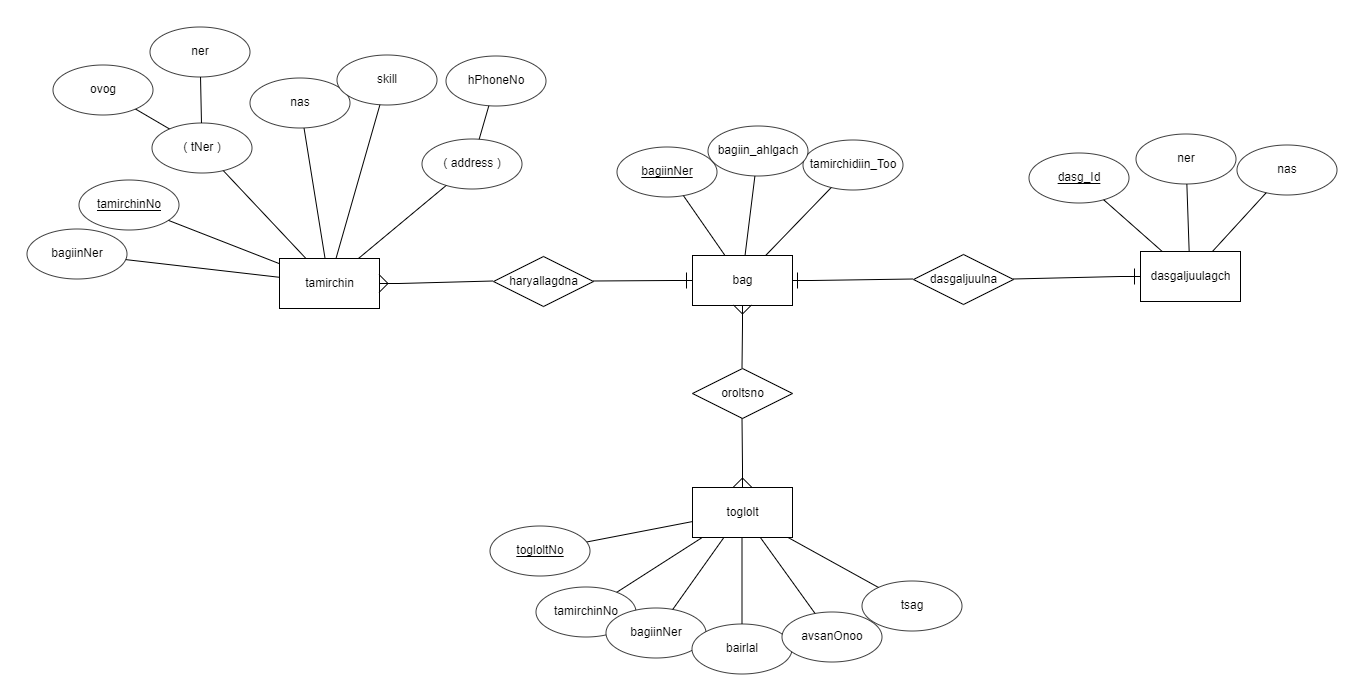 ner
ovog
( tNer )
nas
skill
hPhoneNo
( address )
tamirchinNo
bagiinNer
tamirchin
haryallagdna
bagiinNer
bagiin_ahlgach
tamirchidiin_Too
bag
dasgaljuulna
dasg_Id
ner
nas
dasgaljuulagch
oroltsno
toglolt
togloltNo
tamirchinNo
bagiinNer
bairlal
avsanOnoo
tsag